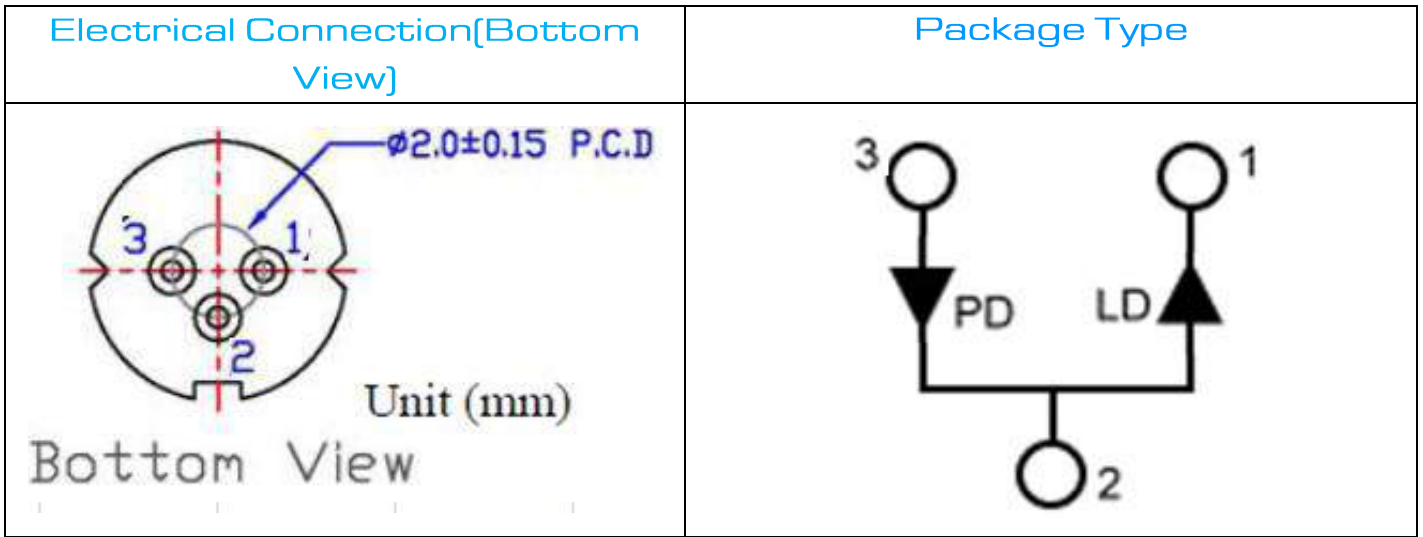 Electrical Connection(Bottom
View)
Package Type
ø2.0±0.15 P.C.D
3
1
2
Unit (mm)
Bottom View
3
1
PD
LD
2